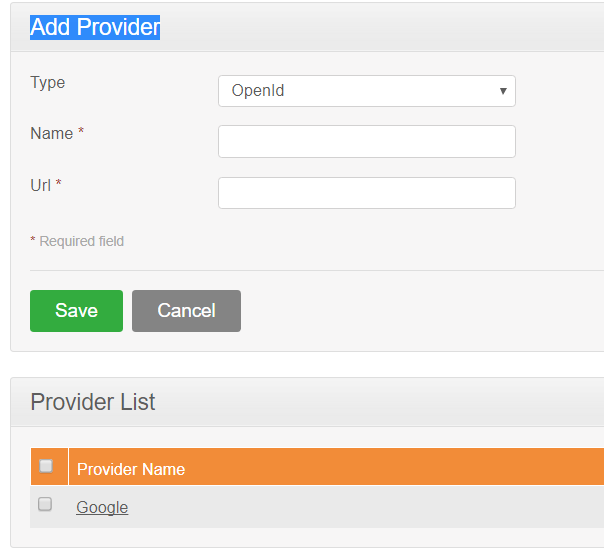 Add Provider
Type OpenId
Name *
Url *
* Required field
Save Cancel
Provider List
Provider Name
Google